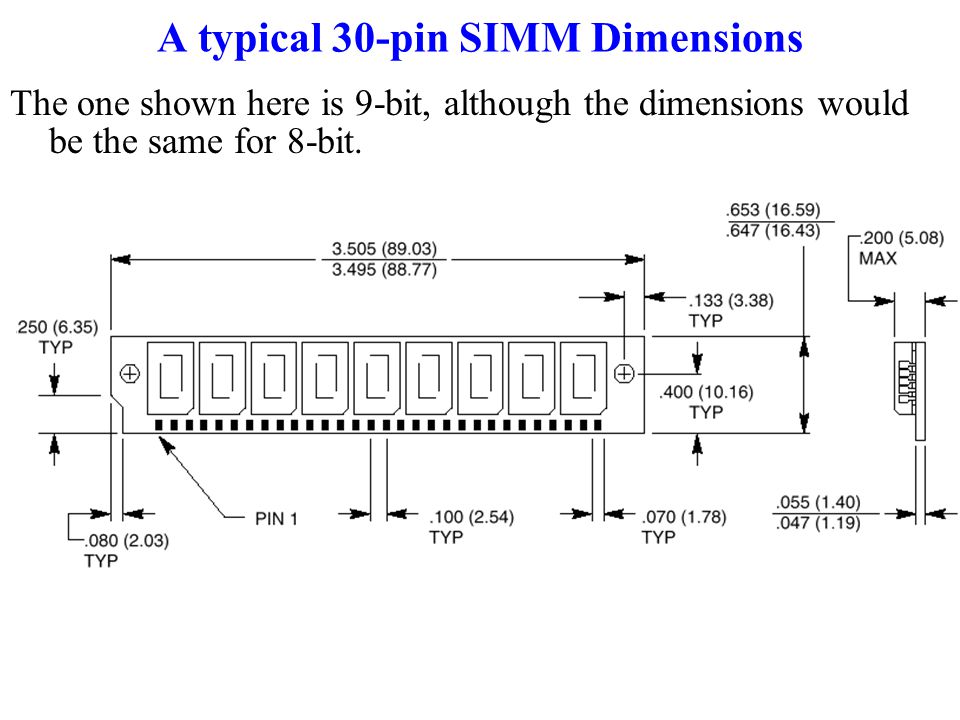 A typical 30-pin SIMM Dimensions
The one shown here is 9-bit, although the dimensions would
be the same for 8-bit.
.653 (16.59)
.647 (16.43)
.200 (5.08)
MAX
3.505 (89.03)
3.495 (88.77)
.133 (3.38)
TYP
250 (6.35)
TYP
.400 (10.16)
TYP
PIN 1
.100 (2.54)
TYP
.070 (1.78)
TYP
.055 (1.40)
.047 (1.19)
.080 (2.03)
TYP